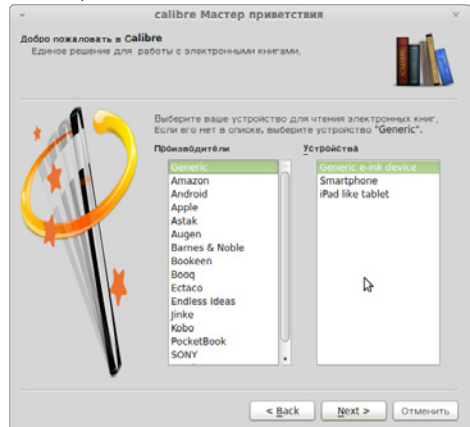 calibre Мастер приветствия
Добро пожаловать в Calibre
Единое решение для работы с электронными книгами.
Выберите ваше устройство для чтения электронных книг.
Если его нет в списке, выберите устройство "Generic".
Производители
Устройства
Generic
Amazon
Android
Apple
Astak
Augen
Barnes & Noble
Bookeen
Booq
Ectaco
Endless Ideas
Jinke
Kobo
PocketBook
SONY
Generic e-ink device
Smartphone
iPad like tablet
< Back
Next >
Отменить